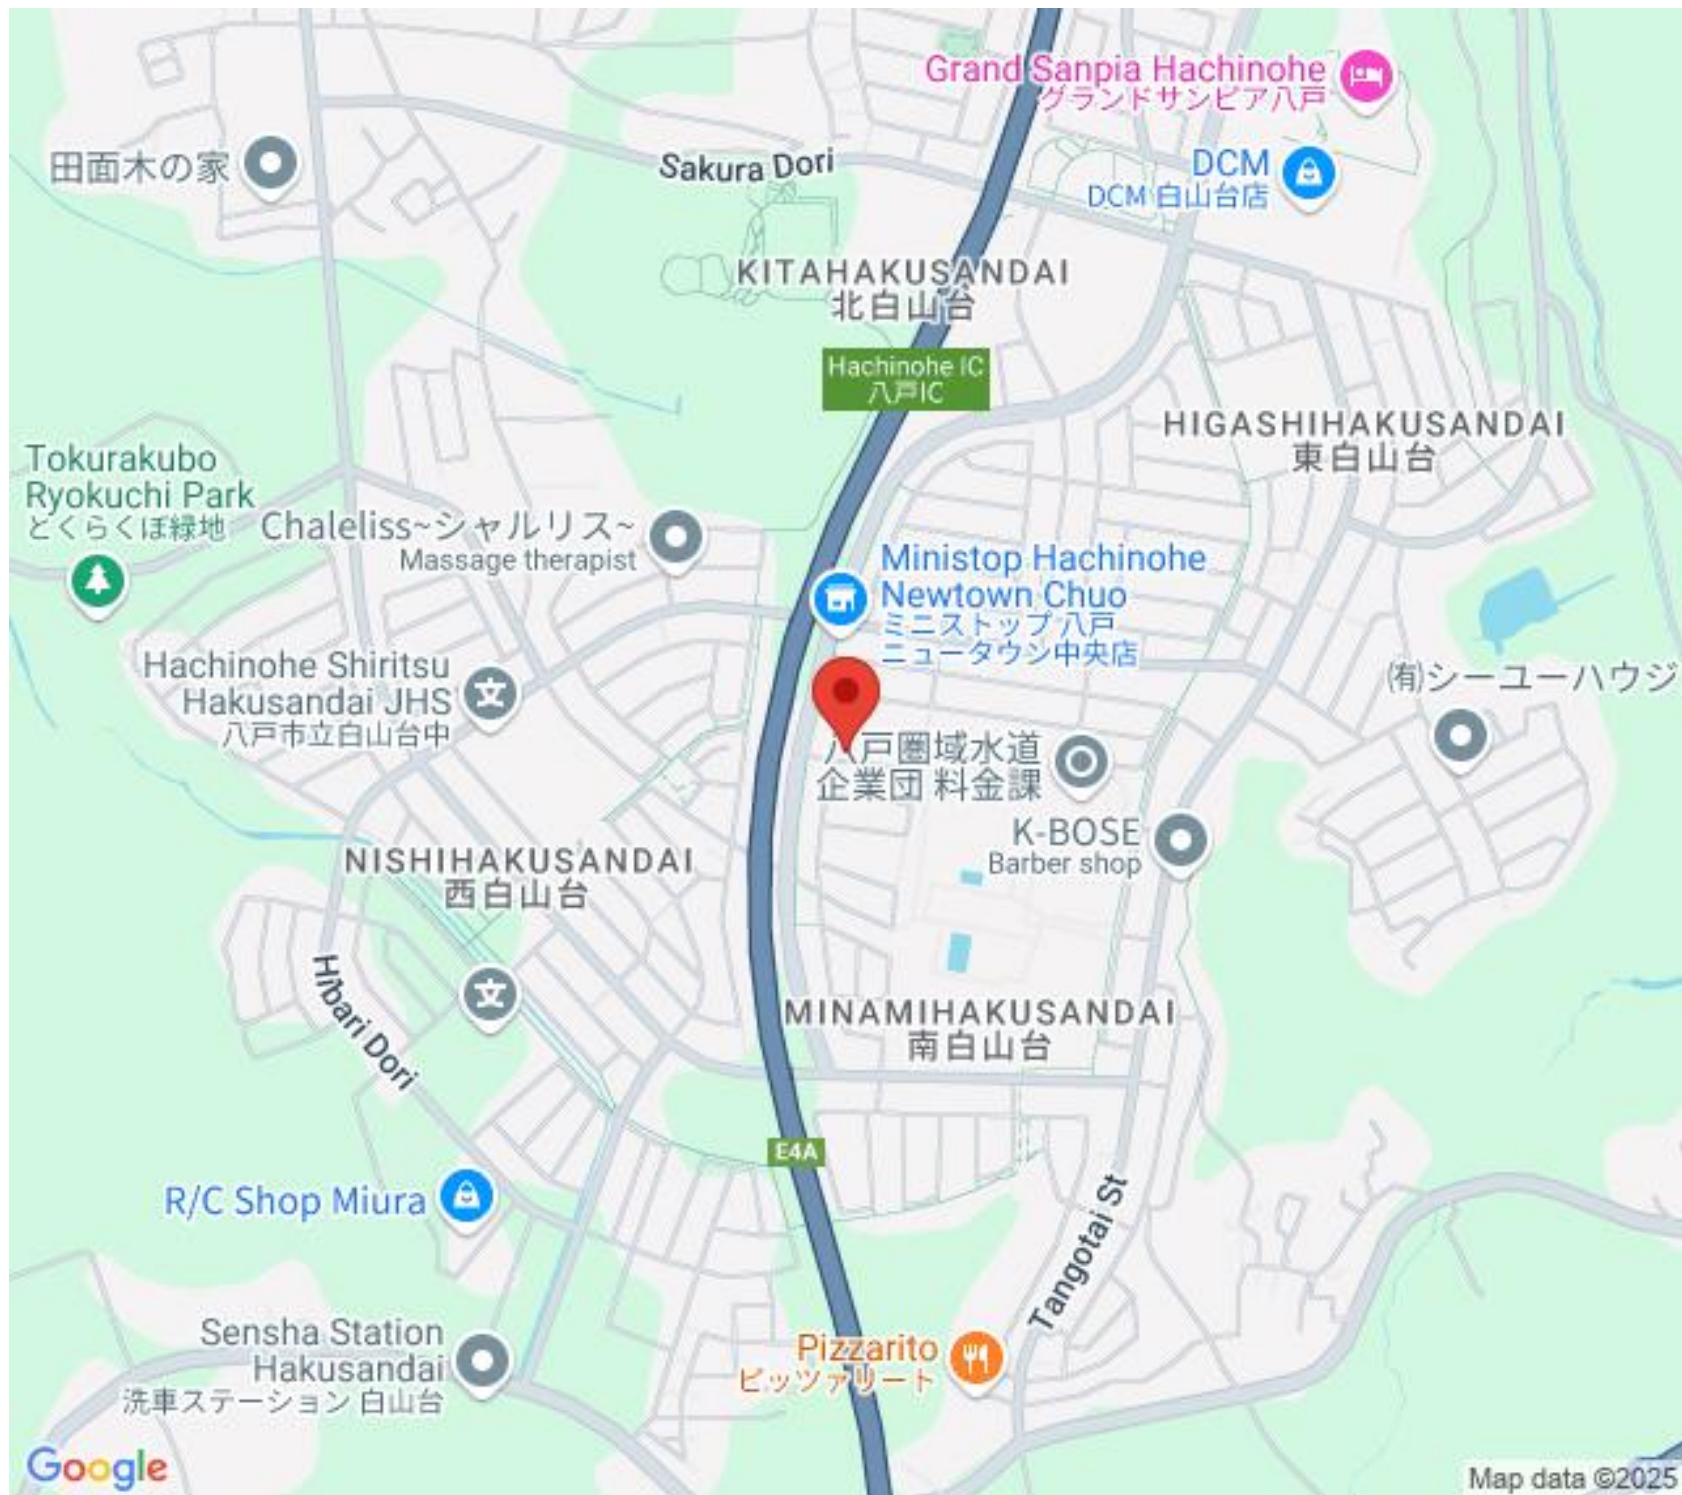 Grand Sanpia Hachinohe
グランドサンピア八戸
田面木の家
Sakura Dori
DCM
DCM 白山台店
KITAHAKUSANDAI
北白山台
Hachinohe IC
八戸IC
HIGASHIHAKUSANDAI
東白山台
Tokurakubo
Ryokuchi Park
とくらくぼ緑地
Chaleliss~シャルリス~
Massage therapist
Ministop Hachinohe
Newtown Chuo
ミニストップ 八戸
ニュータウン中央店
Hachinohe Shiritsu
Hakusandai JHS
八戸市立白山台中
㈲シーユーハウジ
八戸圏域水道
企業団 料金課
K-BOSE
Barber shop
NISHIHAKUSANDAI
西白山台
Hibari Dori
MINAMIHAKUSANDAI
南白山台
E4A
R/C Shop Miura
Tangotai St
Sensha Station
Hakusandai
洗車ステーション 白山台
Pizzarito
ピッツァリート
Google
Map data ©2025